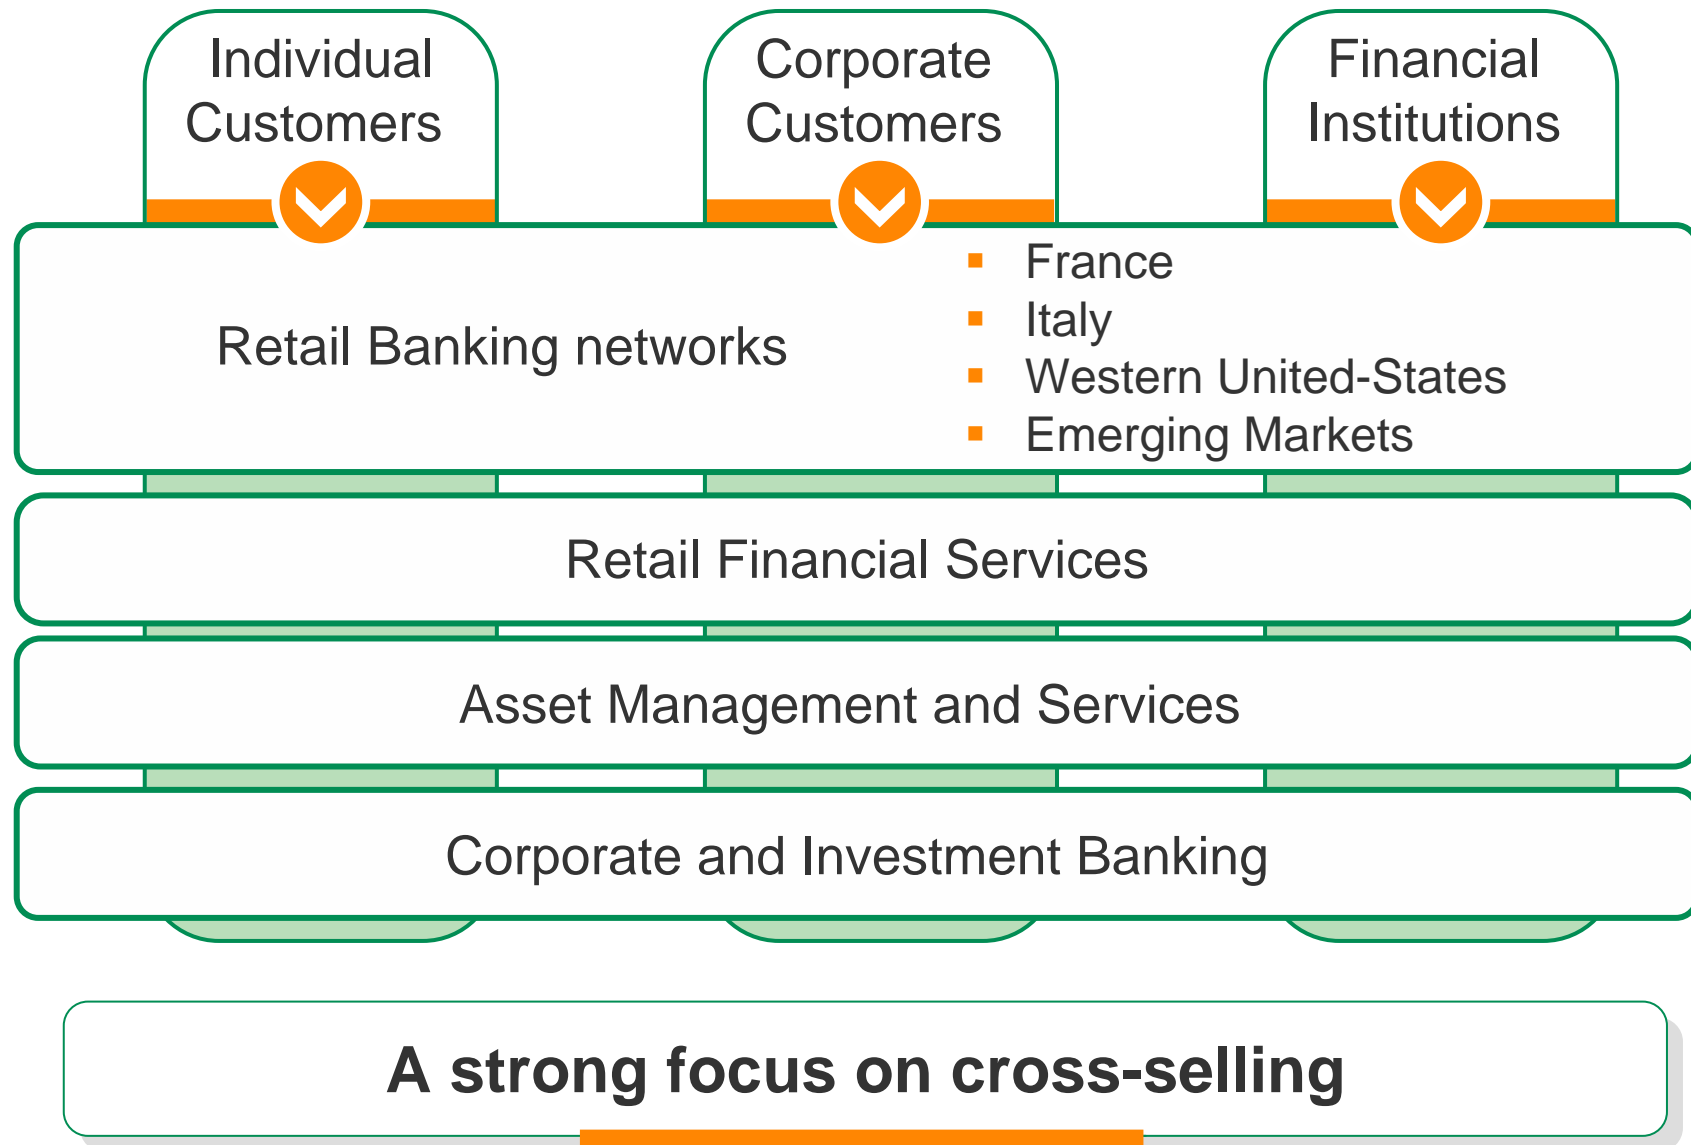 Individual
Customers
Corporate
Customers
Financial
Institutions
Retail Banking networks
▪ France
▪ Italy
▪ Western United-States
▪ Emerging Markets
Retail Financial Services
Asset Management and Services
Corporate and Investment Banking
A strong focus on cross-selling